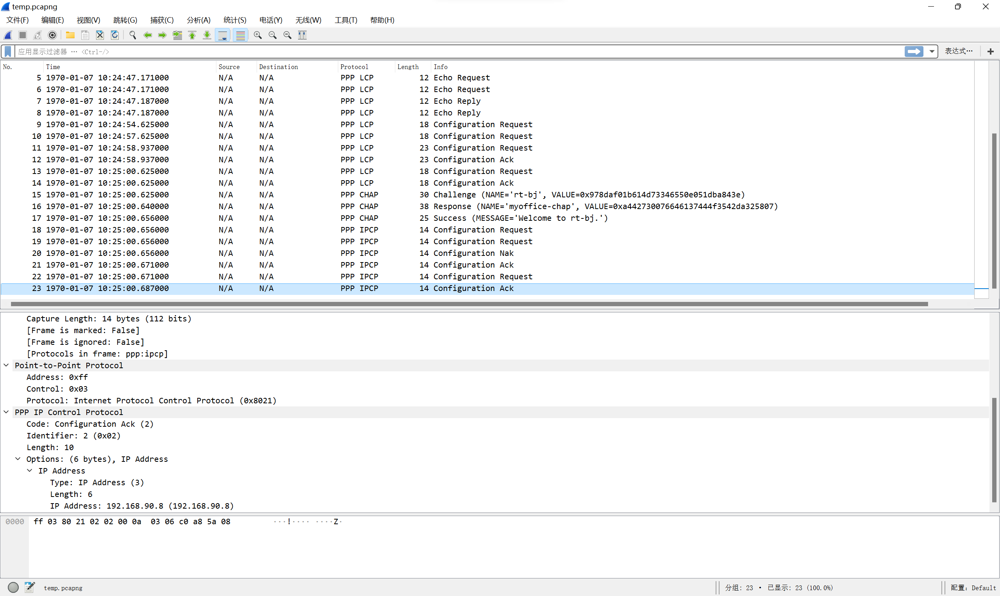 temp.pcapng
文件(F) 编辑(E) 视图(V) 跳转(G) 捕获(C) 分析(A) 统计(S) 电话(Y) 无线(W) 工具(T) 帮助(H)
应用显示过滤器 … <Ctrl-/> 表达式…
No. Time Source Destination Protocol Length Info
5 1970-01-07 10:24:47.171000 N/A N/A PPP LCP 12 Echo Request
6 1970-01-07 10:24:47.171000 N/A N/A PPP LCP 12 Echo Request
7 1970-01-07 10:24:47.187000 N/A N/A PPP LCP 12 Echo Reply
8 1970-01-07 10:24:47.187000 N/A N/A PPP LCP 12 Echo Reply
9 1970-01-07 10:24:54.625000 N/A N/A PPP LCP 18 Configuration Request
10 1970-01-07 10:24:57.625000 N/A N/A PPP LCP 18 Configuration Request
11 1970-01-07 10:24:58.937000 N/A N/A PPP LCP 23 Configuration Request
12 1970-01-07 10:24:58.937000 N/A N/A PPP LCP 23 Configuration Ack
13 1970-01-07 10:25:00.625000 N/A N/A PPP LCP 18 Configuration Request
14 1970-01-07 10:25:00.625000 N/A N/A PPP LCP 18 Configuration Ack
15 1970-01-07 10:25:00.625000 N/A N/A PPP CHAP 30 Challenge (NAME='rt-bj', VALUE=0x978daf01b614d73346550e051dba843e)
16 1970-01-07 10:25:00.640000 N/A N/A PPP CHAP 38 Response (NAME='myoffice-chap', VALUE=0xa442730076646137444f3542da325807)
17 1970-01-07 10:25:00.656000 N/A N/A PPP CHAP 25 Success (MESSAGE='Welcome to rt-bj.')
18 1970-01-07 10:25:00.656000 N/A N/A PPP IPCP 14 Configuration Request
19 1970-01-07 10:25:00.656000 N/A N/A PPP IPCP 14 Configuration Request
20 1970-01-07 10:25:00.656000 N/A N/A PPP IPCP 14 Configuration Nak
21 1970-01-07 10:25:00.671000 N/A N/A PPP IPCP 14 Configuration Ack
22 1970-01-07 10:25:00.671000 N/A N/A PPP IPCP 14 Configuration Request
23 1970-01-07 10:25:00.687000 N/A N/A PPP IPCP 14 Configuration Ack
Capture Length: 14 bytes (112 bits)
[Frame is marked: False]
[Frame is ignored: False]
[Protocols in frame: ppp:ipcp]
Point-to-Point Protocol
Address: 0xff
Control: 0x03
Protocol: Internet Protocol Control Protocol (0x8021)
PPP IP Control Protocol
Code: Configuration Ack (2)
Identifier: 2 (0x02)
Length: 10
Options: (6 bytes), IP Address
IP Address
Type: IP Address (3)
Length: 6
IP Address: 192.168.90.8 (192.168.90.8)
0000 ff 03 80 21 02 02 00 0a 03 06 c0 a8 5a 08 ···!···· ····Z·
temp.pcapng 分组: 23 · 已显示: 23 (100.0%) 配置: Default